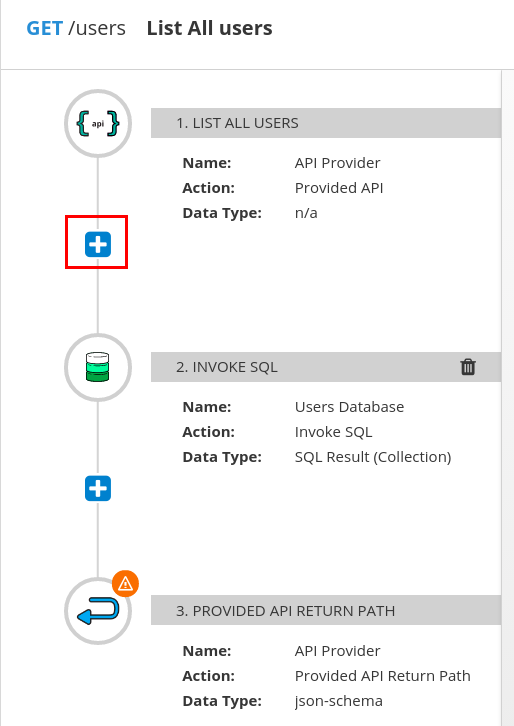 GET /users List All users
api
1. LIST ALL USERS
Name: API Provider
Action: Provided API
Data Type: n/a
2. INVOKE SQL
Name: Users Database
Action: Invoke SQL
Data Type: SQL Result (Collection)
3. PROVIDED API RETURN PATH
Name: API Provider
Action: Provided API Return Path
Data Type: json-schema